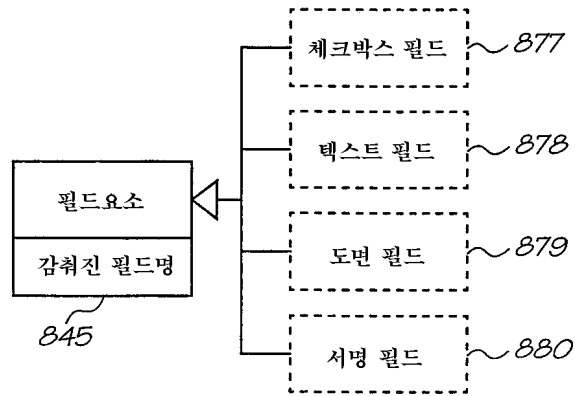 체크박스 필드
877
텍스트 필드
878
필드요소
감춰진 필드명
845
도면 필드
879
서명 필드
880